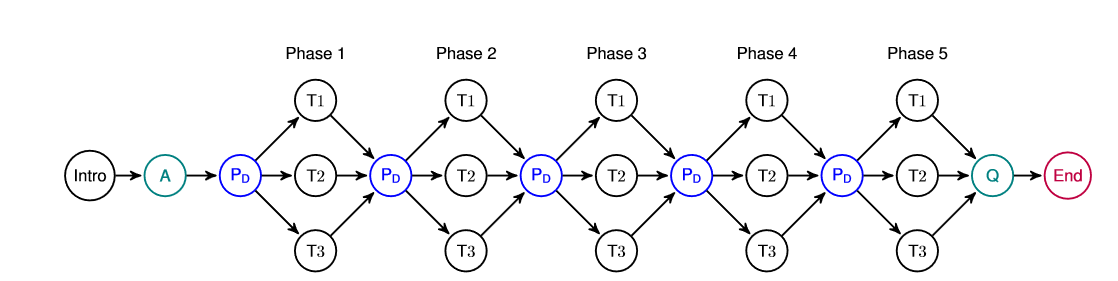 Phase 1 Phase 2 Phase 3 Phase 4 Phase 5
T1 T1 T1 T1 T1
Intro A P_D T2 P_D T2 P_D T2 P_D T2 P_D T2 Q End
T3 T3 T3 T3 T3